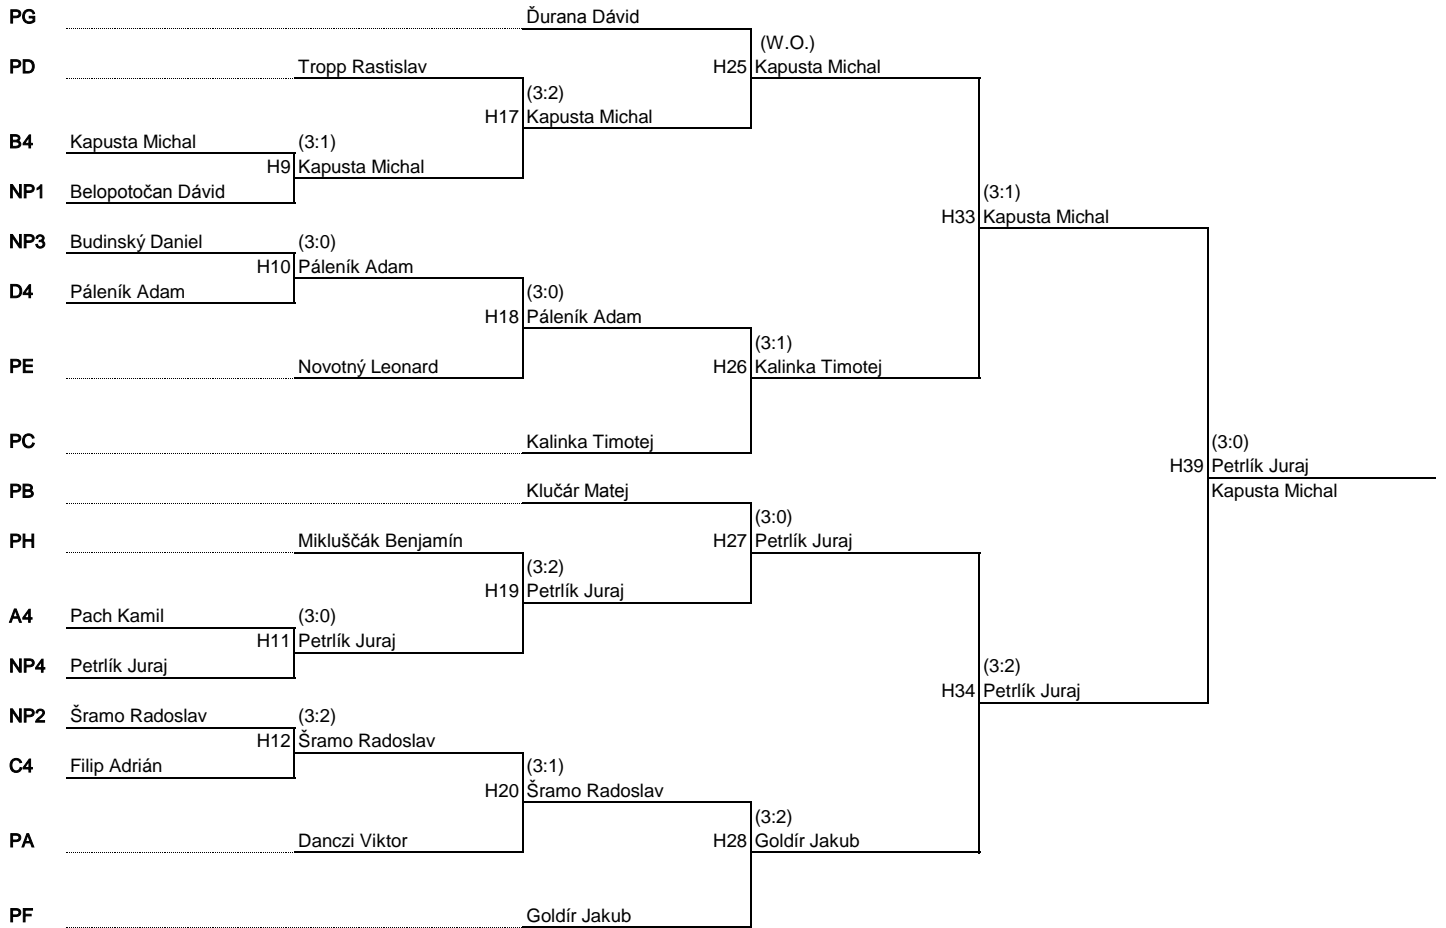 PG Ďurana Dávid
(W.O.)
PD Tropp Rastislav H25 Kapusta Michal
(3:2)
H17 Kapusta Michal
B4 Kapusta Michal (3:1)
H9 Kapusta Michal
NP1 Belopotočan Dávid (3:1)
H33 Kapusta Michal
NP3 Budinský Daniel (3:0)
H10 Páleník Adam
D4 Páleník Adam (3:0)
H18 Páleník Adam
(3:1)
PE Novotný Leonard H26 Kalinka Timotej
PC Kalinka Timotej (3:0)
H39 Petrlík Juraj
PB Klučár Matej Kapusta Michal
(3:0)
PH Mikluščák Benjamín H27 Petrlík Juraj
(3:2)
H19 Petrlík Juraj
A4 Pach Kamil (3:0)
H11 Petrlík Juraj
NP4 Petrlík Juraj (3:2)
H34 Petrlík Juraj
NP2 Šramo Radoslav (3:2)
H12 Šramo Radoslav
C4 Filip Adrián (3:1)
H20 Šramo Radoslav
(3:2)
PA Danczi Viktor H28 Goldír Jakub
PF Goldír Jakub